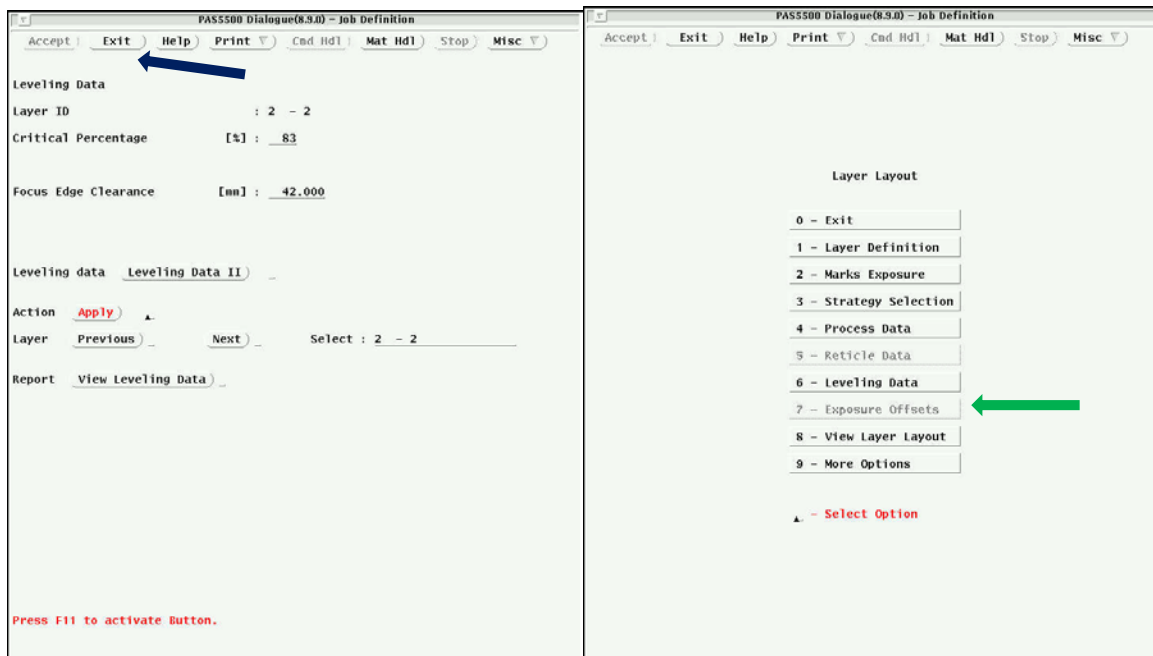 PAS5500 Dialogue(8.9.0) - Job Definition
Accept Exit Help Print Cmd Hdl Mat Hdl Stop Misc
Leveling Data
Layer ID : 2 - 2
Critical Percentage [%] : 83
Focus Edge Clearance [mm] : 42.000
Leveling data Leveling Data II
Action Apply
Layer Previous Next Select : 2 - 2
Report View Leveling Data
Press F11 to activate Button.
PAS5500 Dialogue(8.9.0) - Job Definition
Accept Exit Help Print Cmd Hdl Mat Hdl Stop Misc
Layer Layout
0 - Exit
1 - Layer Definition
2 - Marks Exposure
3 - Strategy Selection
4 - Process Data
5 - Reticle Data
6 - Leveling Data
7 - Exposure Offsets
8 - View Layer Layout
9 - More Options
- Select Option